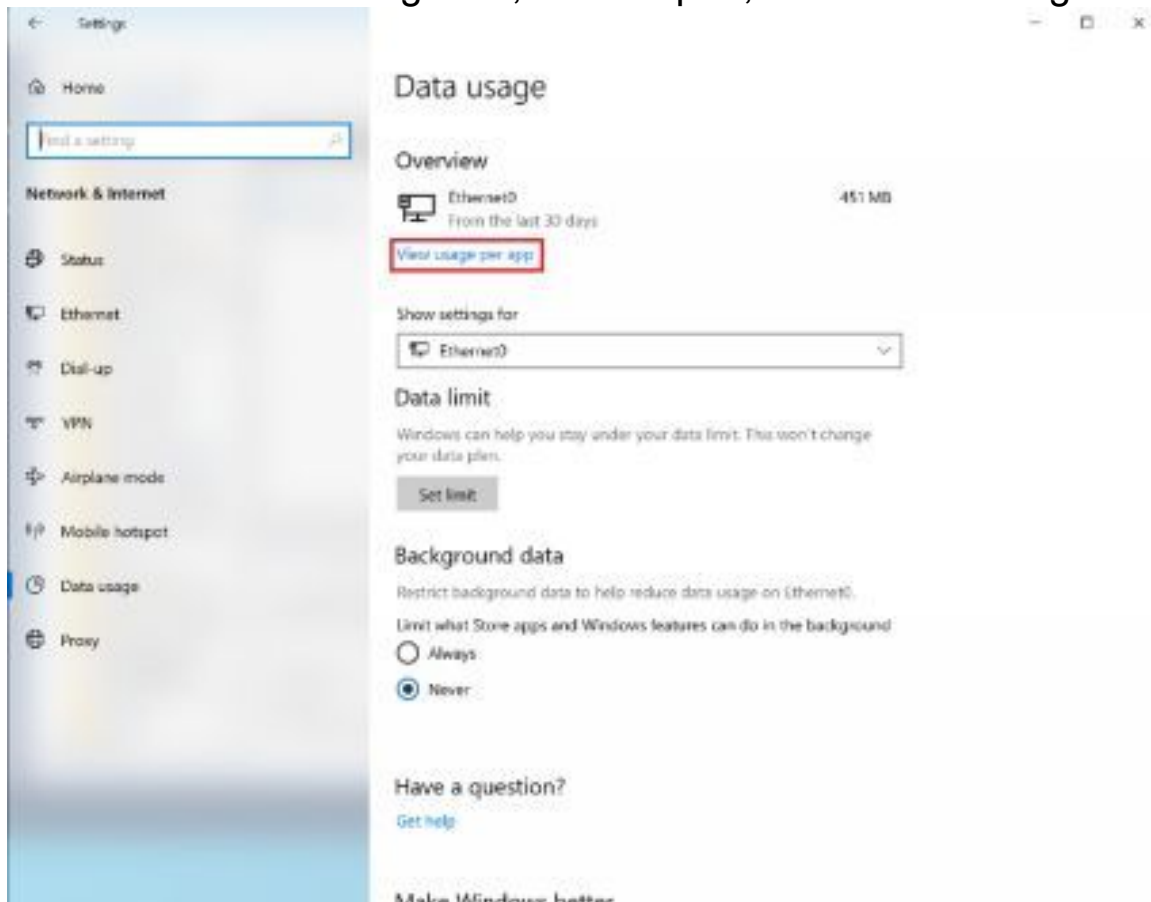 Settings
Home
Find a setting
Network & Internet
Status
Ethernet
Dial-up
VPN
Airplane mode
Mobile hotspot
Data usage
Proxy
Data usage
Overview
Ethernet0
451 MB
From the last 30 days
View usage per app
Show settings for
Ethernet0
Data limit
Windows can help you stay under your data limit. This won't change
your data plan.
Set limit
Background data
Restrict background data to help reduce data usage on Ethernet0.
Limit what Store apps and Windows features can do in the background
Always
Never
Have a question?
Get help
Make Windows better